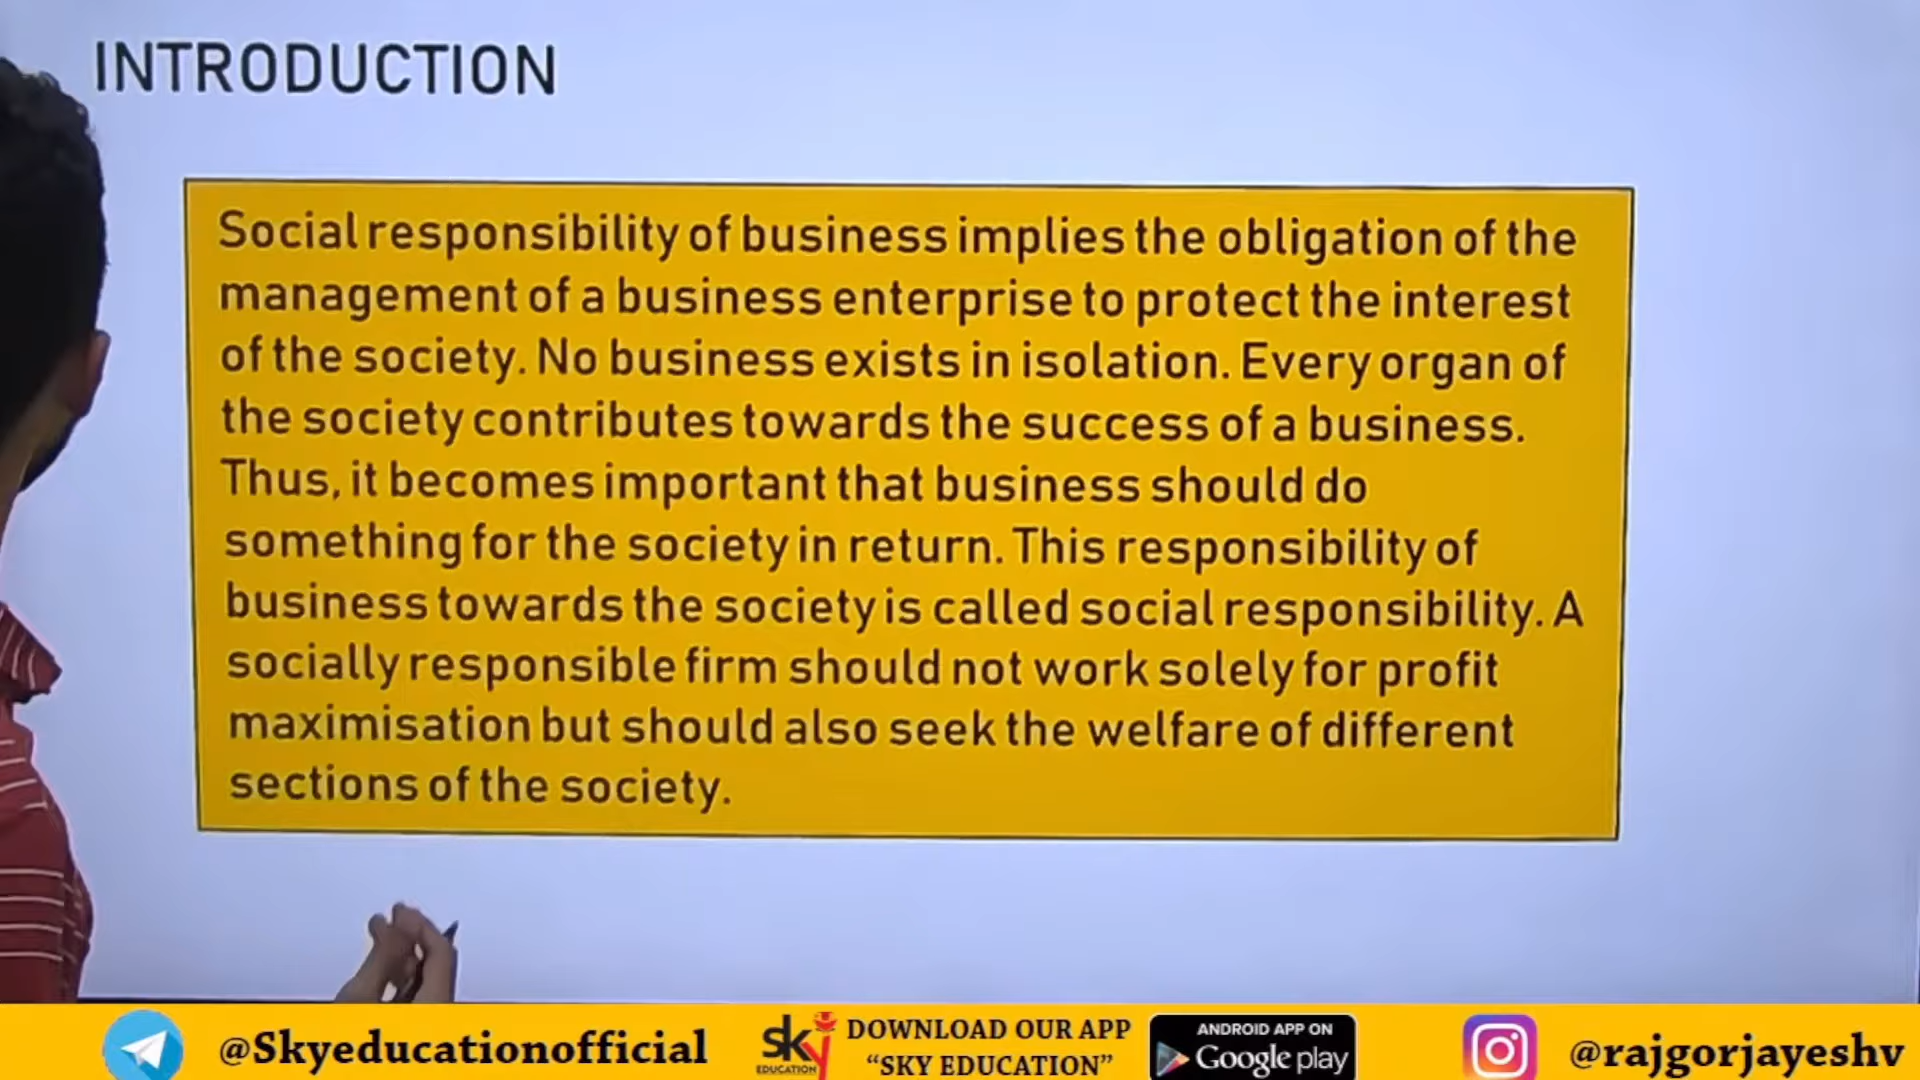 INTRODUCTION
Social responsibility of business implies the obligation of the
management of a business enterprise to protect the interest
of the society. No business exists in isolation. Every organ of
the society contributes towards the success of a business.
Thus, it becomes important that business should do
something for the society in return. This responsibility of
business towards the society is called social responsibility. A
socially responsible firm should not work solely for profit
maximisation but should also seek the welfare of different
sections of the society.
@Skyeducationofficial
sky
EDUCATION
DOWNLOAD OUR APP
“SKY EDUCATION”
ANDROID APP ON
Google play
@rajgorjayeshv